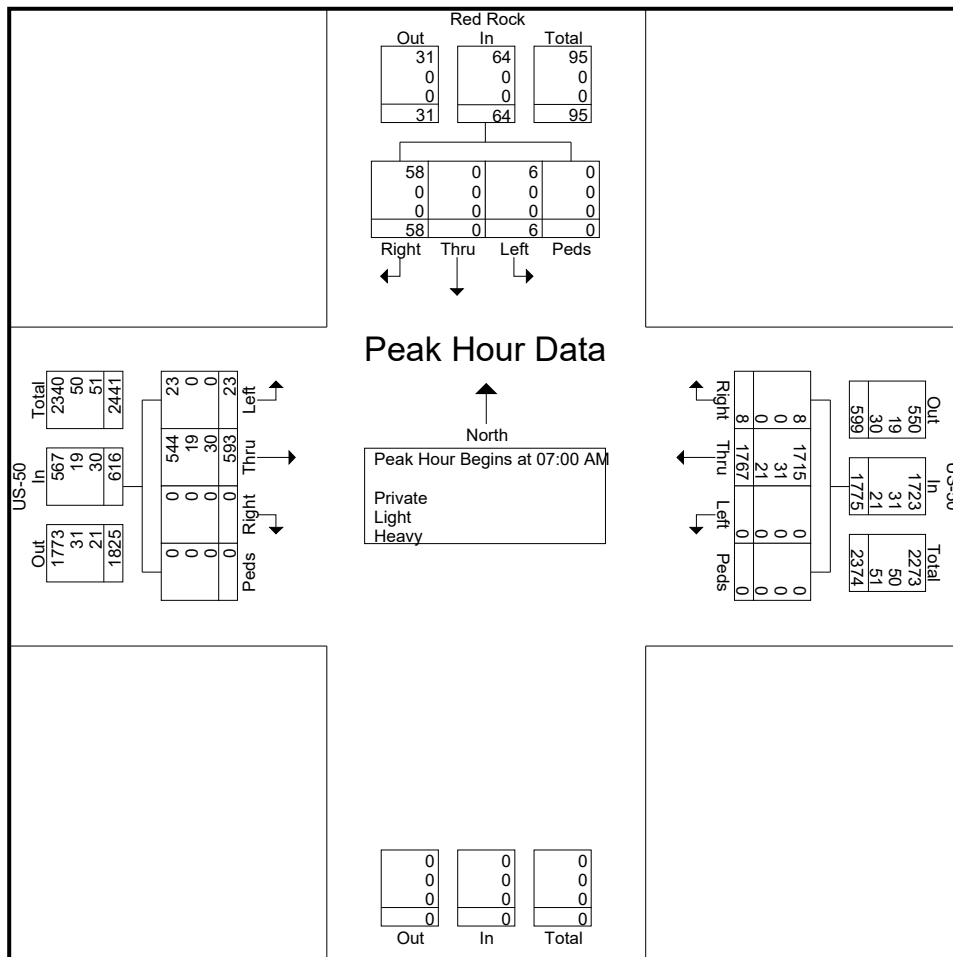 Red Rock
Out In Total
31 64 95
0 0 0
0 0 0
31 64 95
58 0 6 0
0 0 0 0
0 0 0 0
58 0 6 0
Right Thru Left Peds
Peak Hour Data
North
Peak Hour Begins at 07:00 AM
Private
Light
Heavy
US-50
Total In Out
2340 567 1773
50 19 31
51 30 21
2441 616 1825
23 544 0 0
0 19 0 0
0 30 0 0
23 593 0 0
Left Thru Right Peds
US-50
Out In Total
550 1723 2273
19 31 50
30 21 51
599 1775 2374
8 1715 0 0
0 31 0 0
0 21 0 0
8 1767 0 0
Right Thru Left Peds
0 0 0
0 0 0
0 0 0
0 0 0
Out In Total